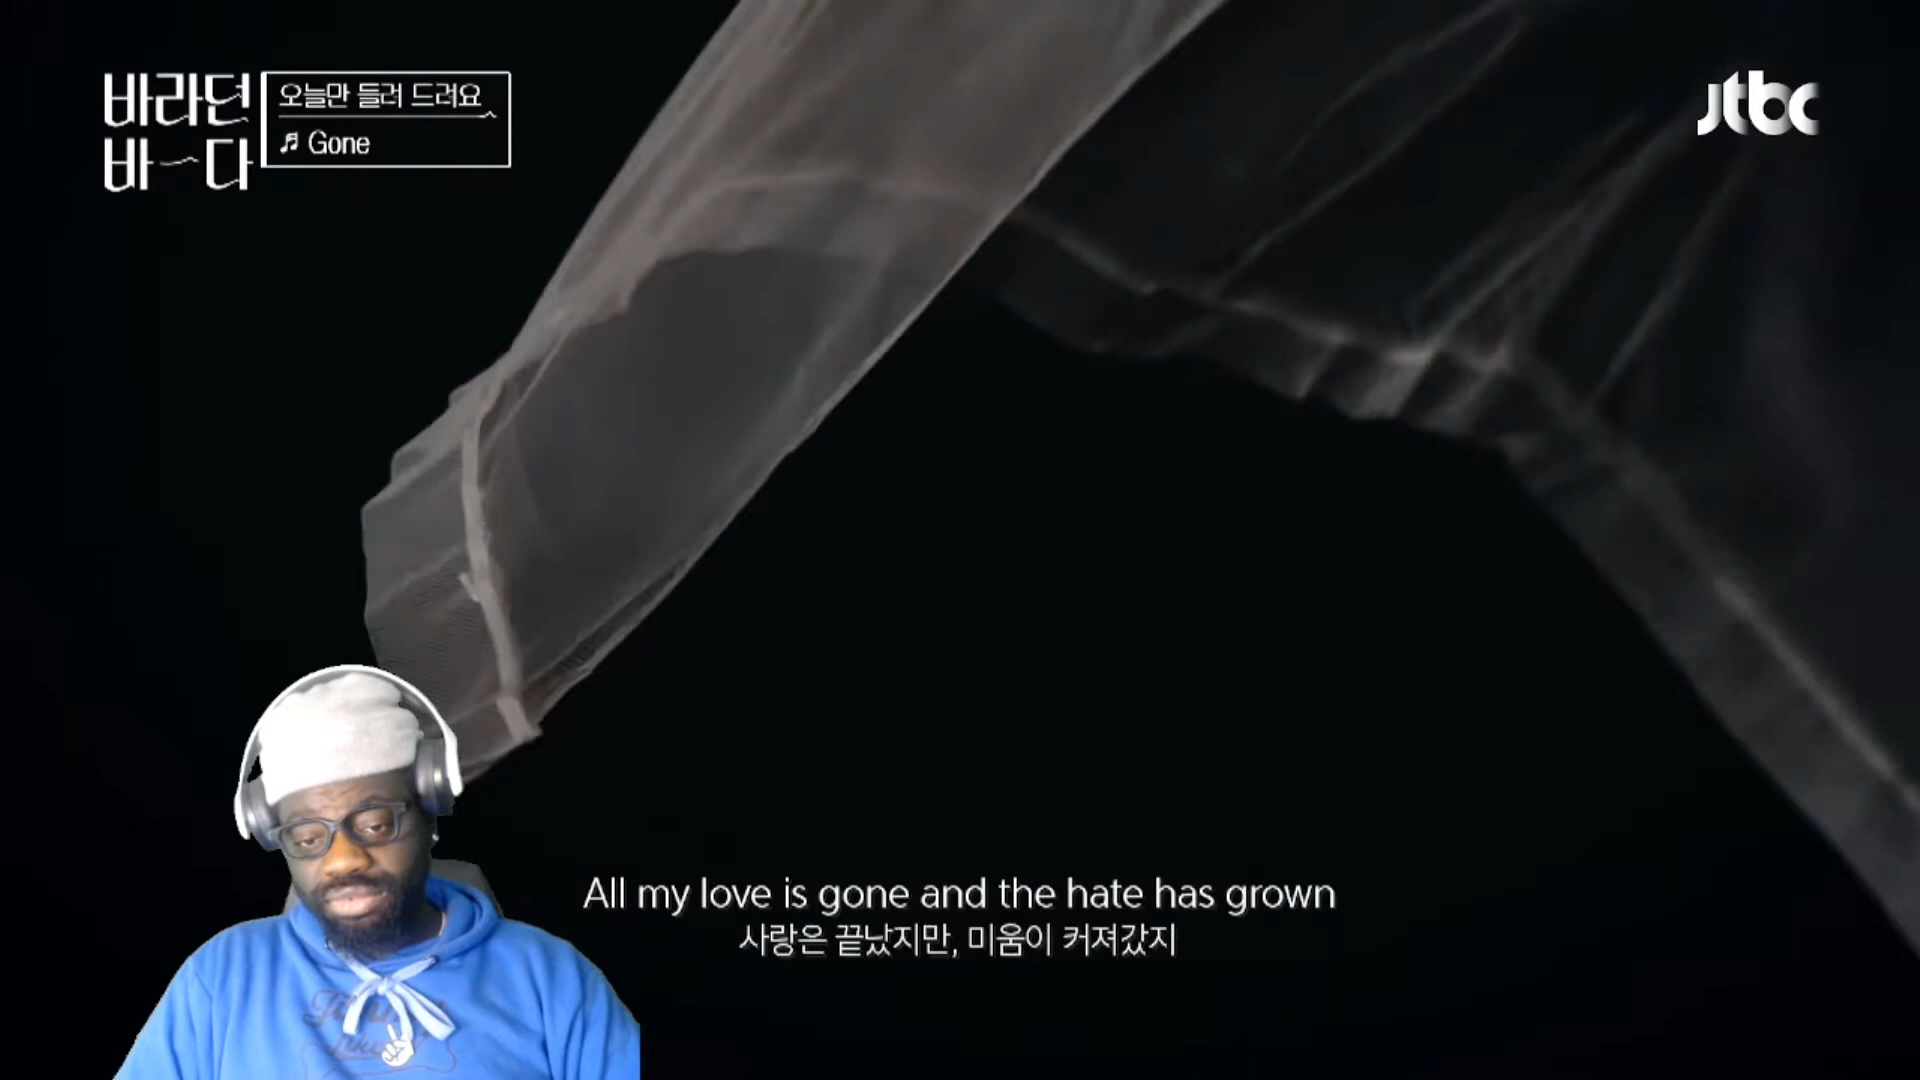 바라던
바다
오늘만 들려 드려요
♬ Gone
jtbc
All my love is gone and the hate has grown
사랑은 끝났지만, 미움이 커져갔지